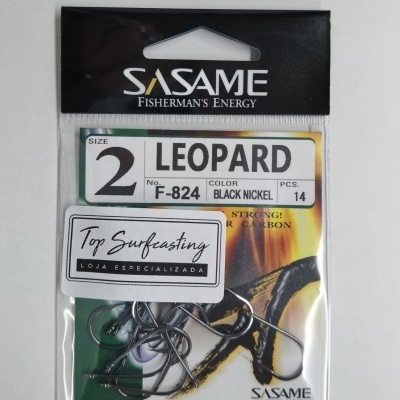 SASAME
FISHERMAN'S ENERGY
SIZE
2
LEOPARD
No. F-824
COLOR BLACK NICKEL
PCS. 14
STRONG!
R CARBON
Top Surfcasting
LOJA ESPECIALIZADA
SASAME